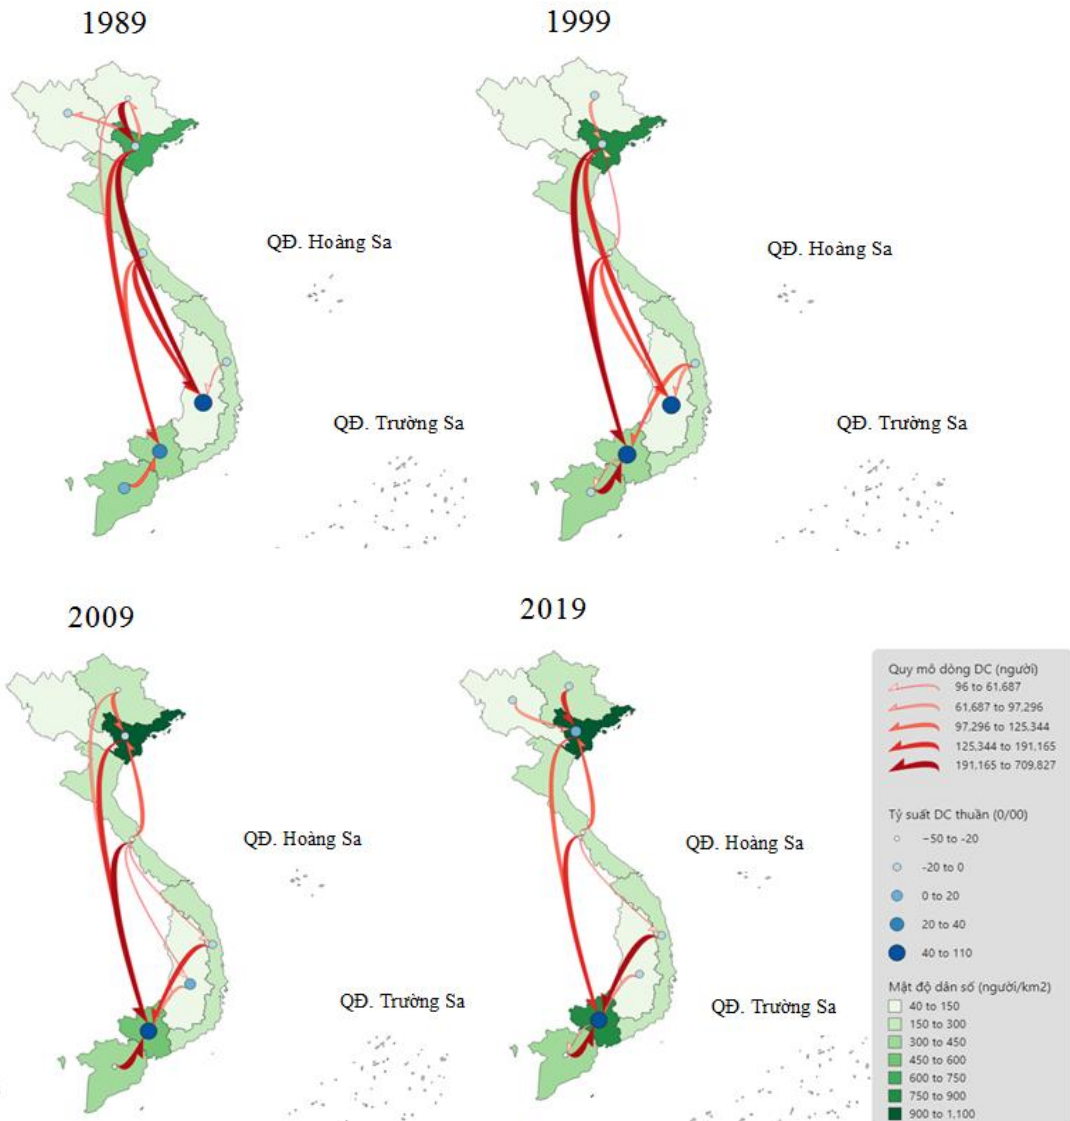 1989
1999
QĐ. Hoàng Sa
QĐ. Hoàng Sa
QĐ. Trường Sa
QĐ. Trường Sa
2009
2019
QĐ. Hoàng Sa
QĐ. Hoàng Sa
QĐ. Trường Sa
QĐ. Trường Sa
Quy mô dòng DC (người)
96 to 61,687
61,687 to 97,296
97,296 to 125,344
125,344 to 191,165
191,165 to 709,827
Tỷ suất DC thuần (0/00)
−50 to -20
-20 to 0
0 to 20
20 to 40
40 to 110
Mật độ dân số (người/km2)
40 to 150
150 to 300
300 to 450
450 to 600
600 to 750
750 to 900
900 to 1,100